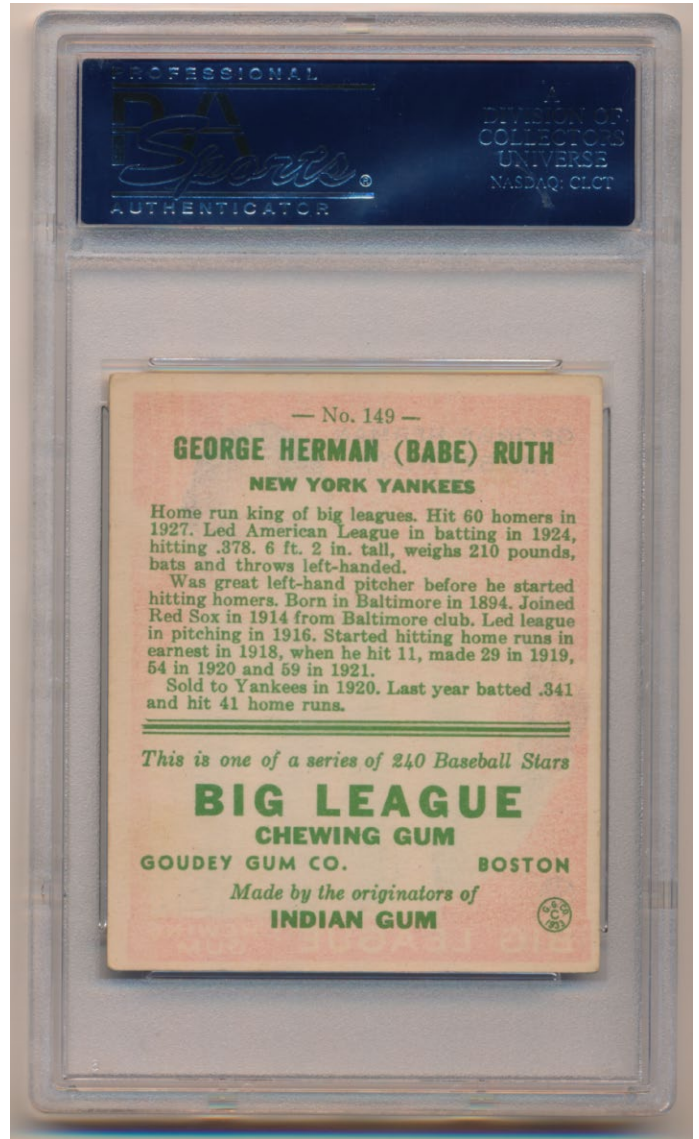 PROFESSIONAL
PSA
Sports®
AUTHENTICATOR
A
DIVISION OF
COLLECTORS
UNIVERSE
NASDAQ: CLCT
— No. 149 —
GEORGE HERMAN (BABE) RUTH
NEW YORK YANKEES
Home run king of big leagues. Hit 60 homers in
1927. Led American League in batting in 1924,
hitting .378. 6 ft. 2 in. tall, weighs 210 pounds,
bats and throws left-handed.
Was great left-hand pitcher before he started
hitting homers. Born in Baltimore in 1894. Joined
Red Sox in 1914 from Baltimore club. Led league
in pitching in 1916. Started hitting home runs in
earnest in 1918, when he hit 11, made 29 in 1919,
54 in 1920 and 59 in 1921.
Sold to Yankees in 1920. Last year batted .341
and hit 41 home runs.
This is one of a series of 240 Baseball Stars
BIG LEAGUE
CHEWING GUM
GOUDEY GUM CO. BOSTON
Made by the originators of
INDIAN GUM
G. G. Co.
C
1933
BIG LEAGUE
CHEWING
GUM